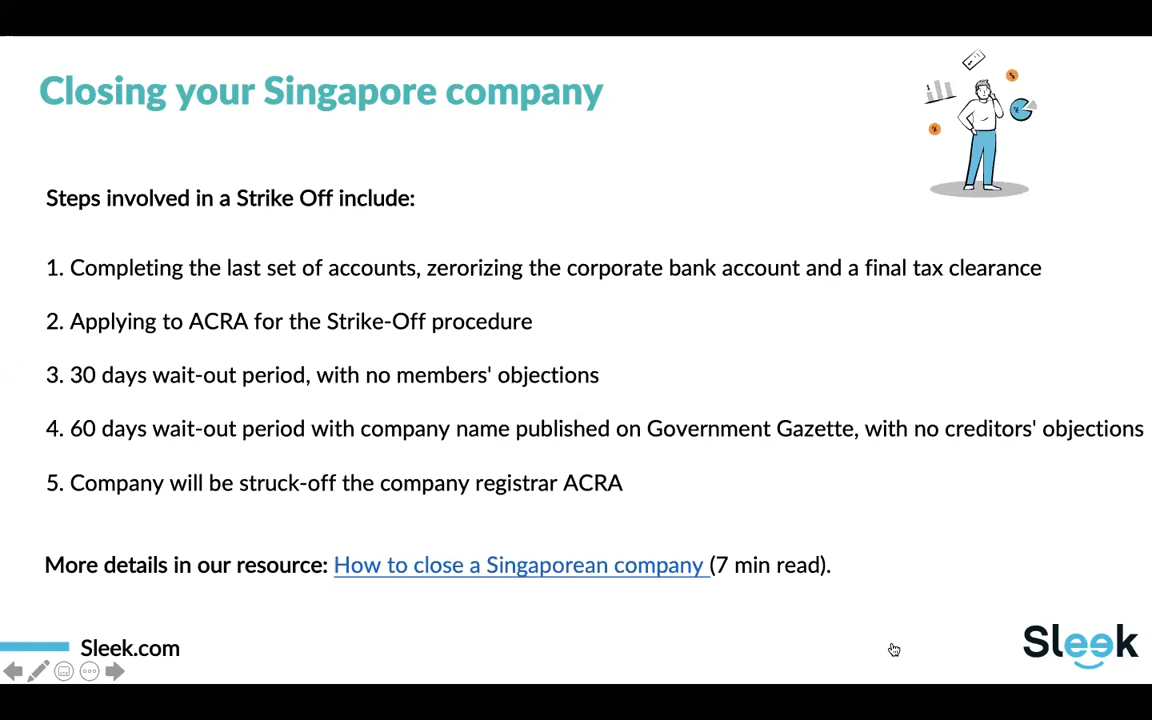 Closing your Singapore company
Steps involved in a Strike Off include:
1. Completing the last set of accounts, zerorizing the corporate bank account and a final tax clearance
2. Applying to ACRA for the Strike-Off procedure
3. 30 days wait-out period, with no members' objections
4. 60 days wait-out period with company name published on Government Gazette, with no creditors' objections
5. Company will be struck-off the company registrar ACRA
More details in our resource: How to close a Singaporean company (7 min read).
Sleek.com
Sleek